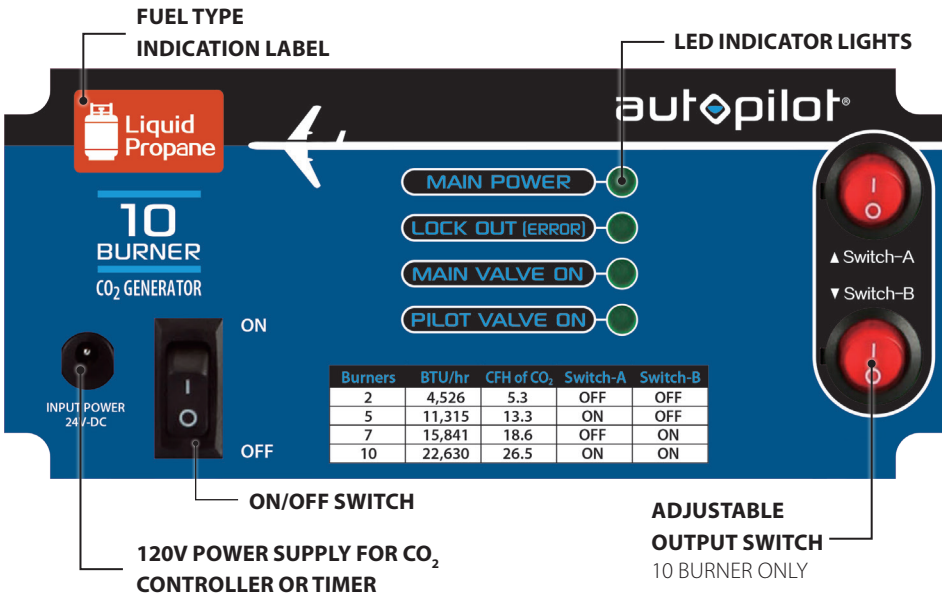 FUEL TYPE
INDICATION LABEL
LED INDICATOR LIGHTS
Liquid
Propane
autopilot®
10
BURNER
CO₂ GENERATOR
MAIN POWER
LOCK OUT (ERROR)
MAIN VALVE ON
PILOT VALVE ON
I
O
▲ Switch-A
▼ Switch-B
I
O
ON
I
O
OFF
INPUT POWER
24V-DC
Burners BTU/hr CFH of CO₂ Switch-A Switch-B
2 4,526 5.3 OFF OFF
5 11,315 13.3 ON OFF
7 15,841 18.6 OFF ON
10 22,630 26.5 ON ON
ON/OFF SWITCH
120V POWER SUPPLY FOR CO₂
CONTROLLER OR TIMER
ADJUSTABLE
OUTPUT SWITCH
10 BURNER ONLY